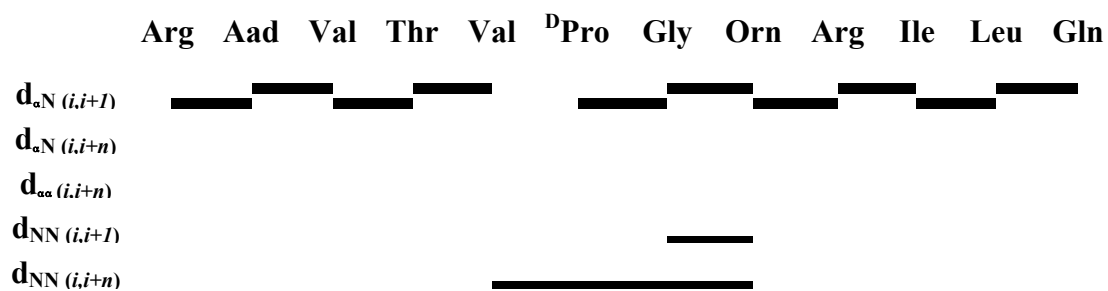 Arg Aad Val Thr Val ᴰPro Gly Orn Arg Ile Leu Gln
dαN (i,i+1)
dαN (i,i+n)
dαα (i,i+n)
dNN (i,i+1)
dNN (i,i+n)